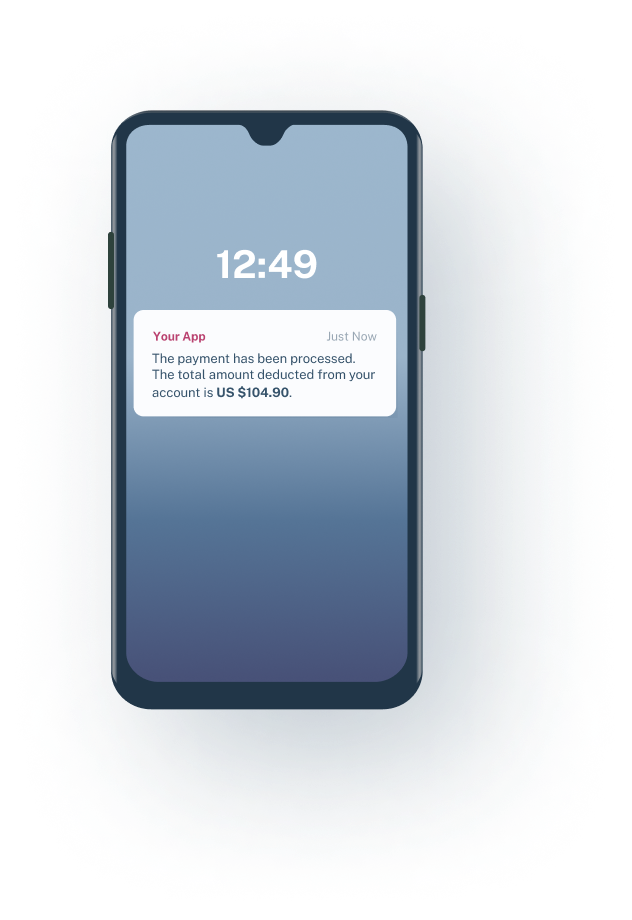 12:49
Your App Just Now
The payment has been processed.
The total amount deducted from your
account is US $104.90.